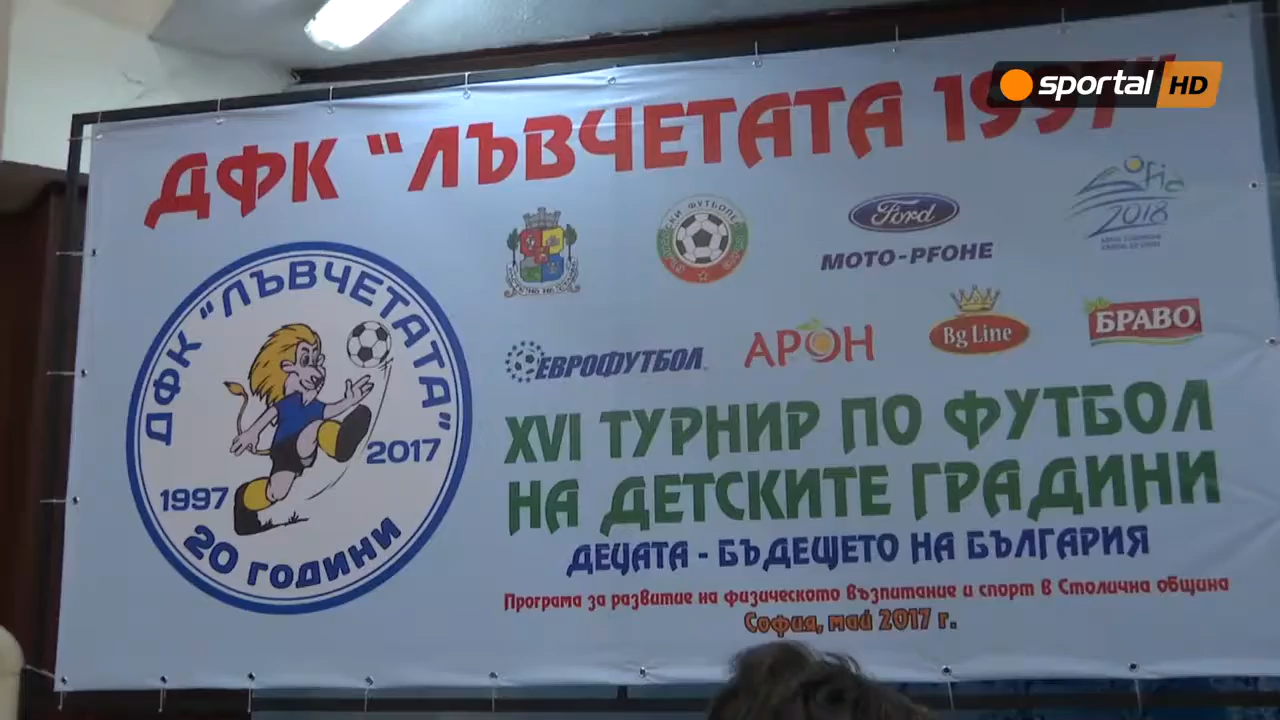 sportal HD
ДФК "ЛЪВЧЕТАТА 1997"
Ford
МОТО-PFOHE
2018
ЕВРОФУТБОЛ
АРОН
Bg Line
БРАВО
ДФК "ЛЪВЧЕТАТА"
1997
2017
20 ГОДИНИ
XVI ТУРНИР ПО ФУТБОЛ
НА ДЕТСКИТЕ ГРАДИНИ
ДЕЦАТА - БЪДЕЩЕТО НА БЪЛГАРИЯ
Програма за развитие на физическото възпитание и спорт в Столична община
София, май 2017 г.